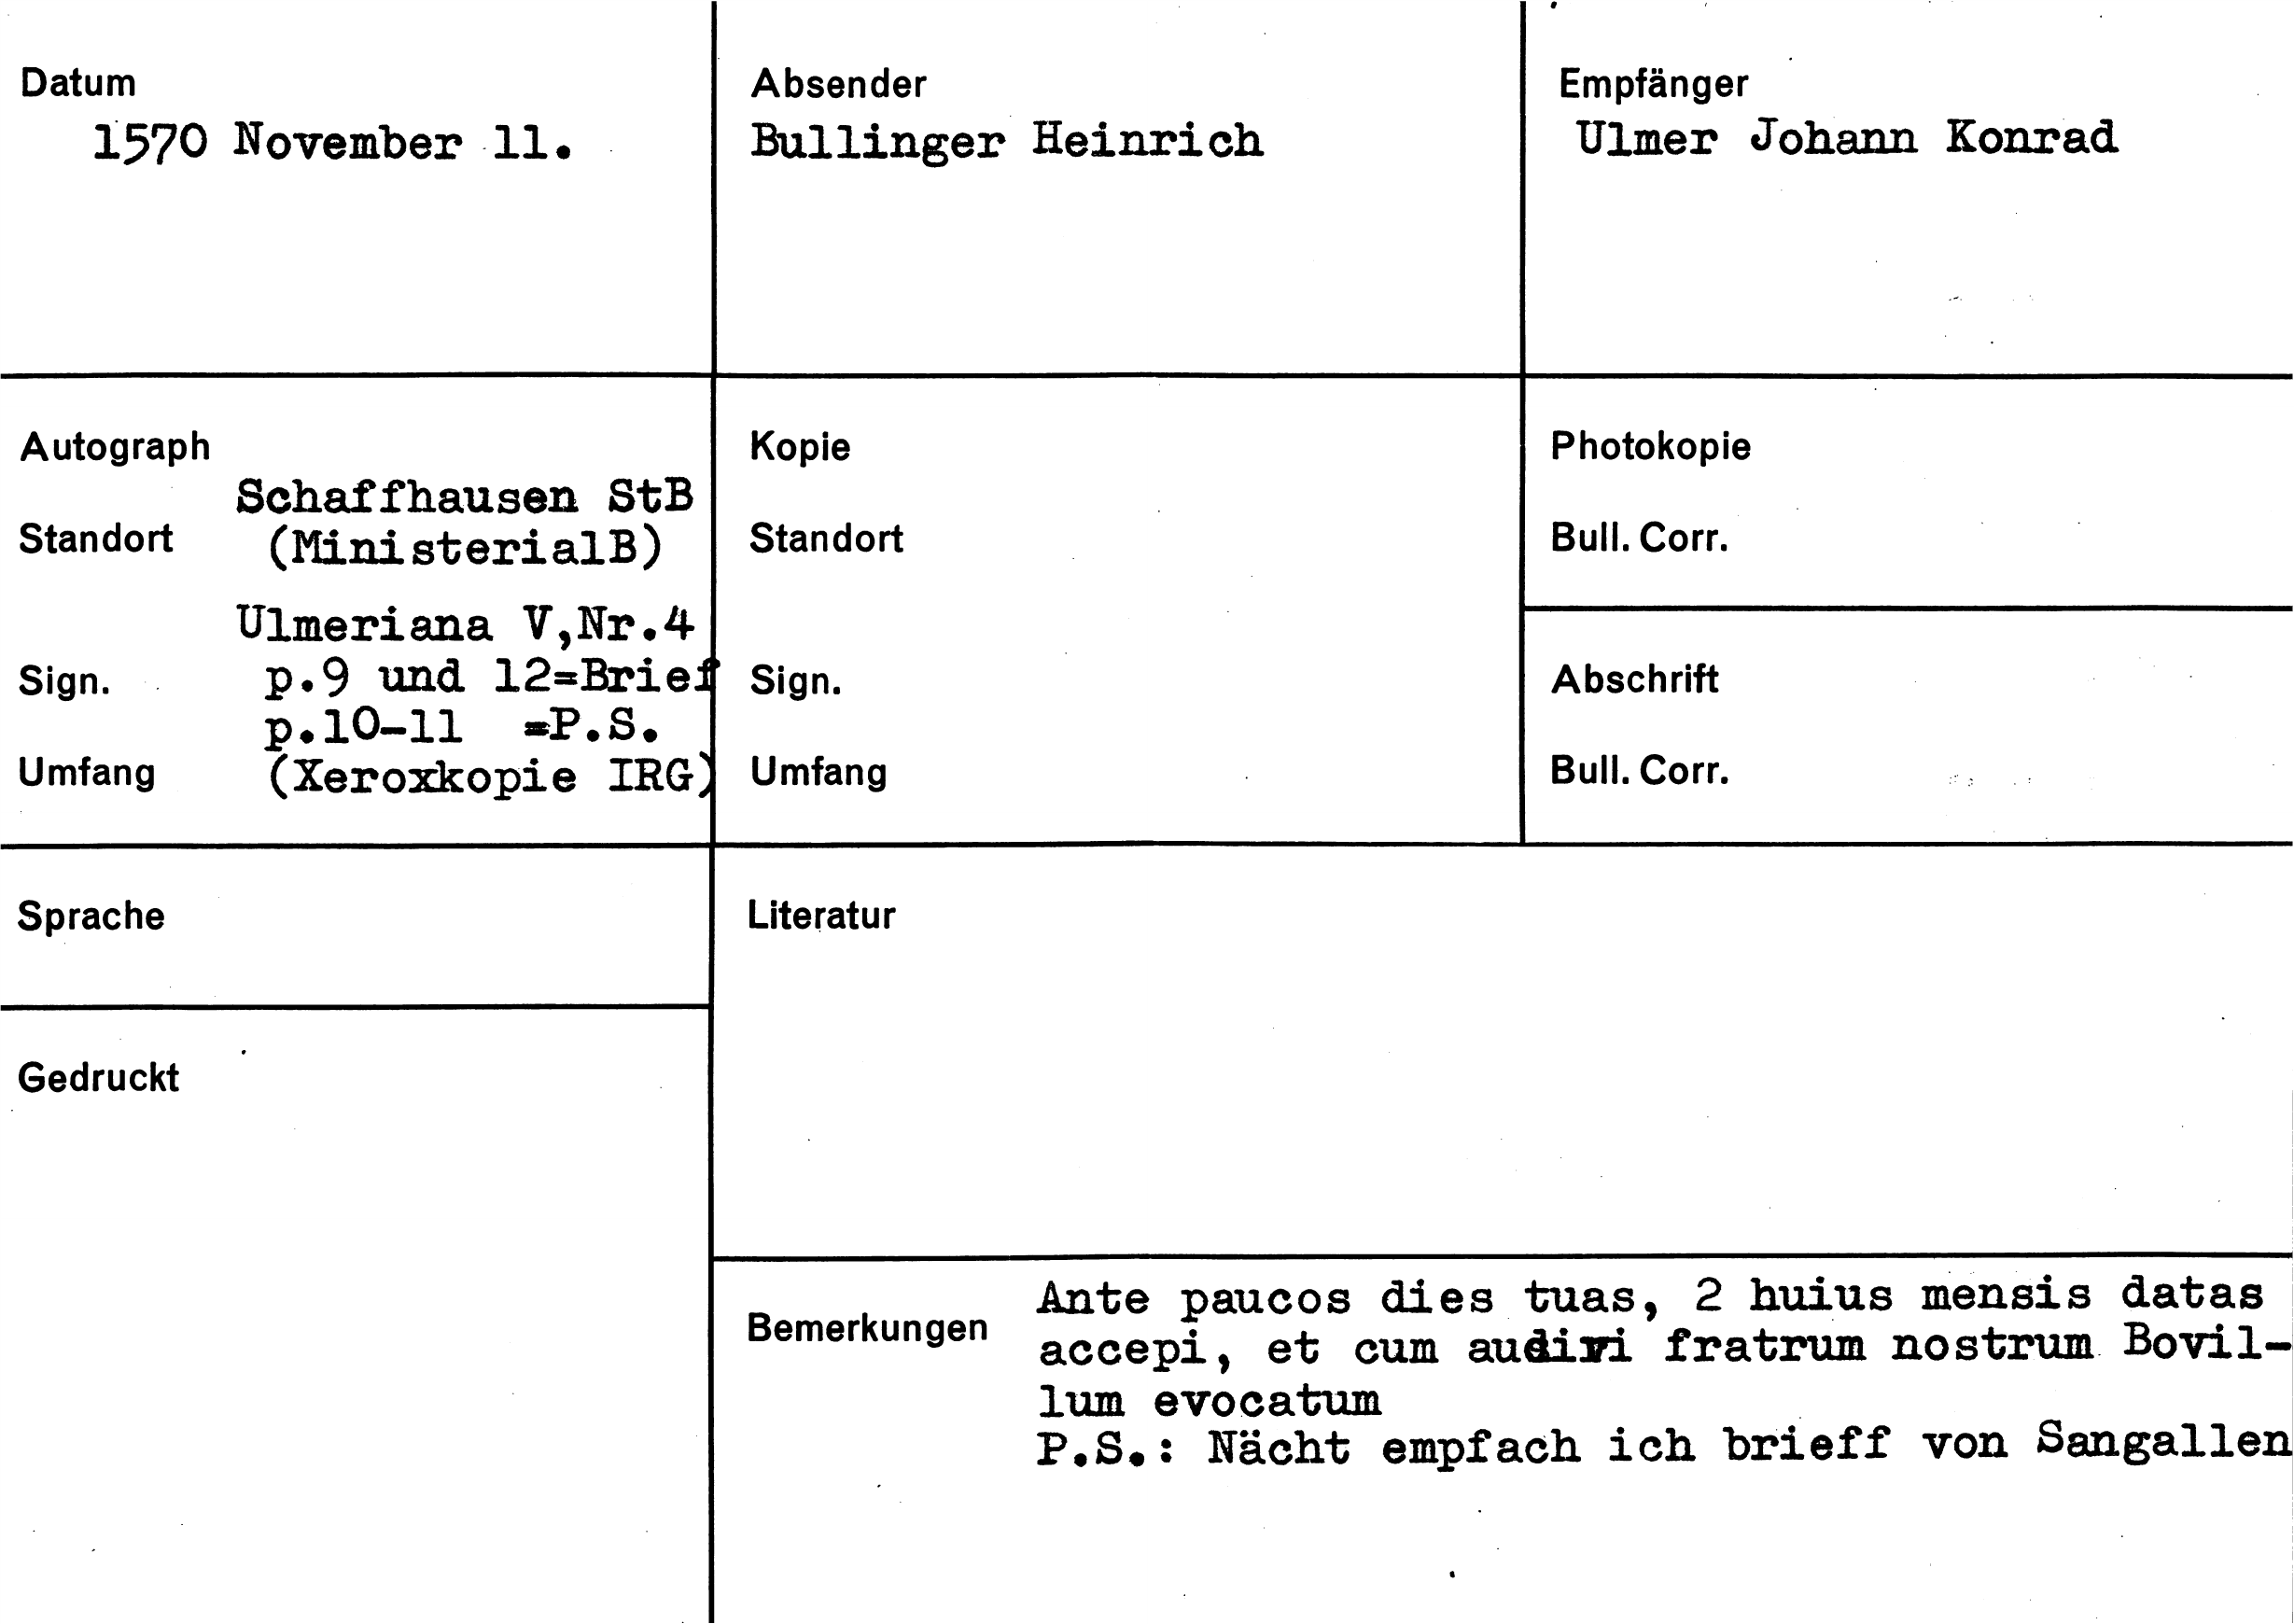 Datum
1570 November 11.
Absender
Bullinger Heinrich
Empfänger
Ulmer Johann Konrad
Autograph
Schaffhausen StB
Standort (MinisterialB)
Ulmeriana V,Nr.4
Sign. p.9 und 12=Brief
p.10-11 =P.S.
Umfang (Xeroxkopie IRG)
Kopie
Standort
Sign.
Umfang
Photokopie
Bull. Corr.
Abschrift
Bull. Corr.
Sprache
Gedruckt
Literatur
Bemerkungen
Ante paucos dies tuas, 2 huius mensis datas
accepi, et cum audivi fratrum nostrum Bovil-
lum evocatum
P.S.: Nächt empfach ich brieff von Sangallen